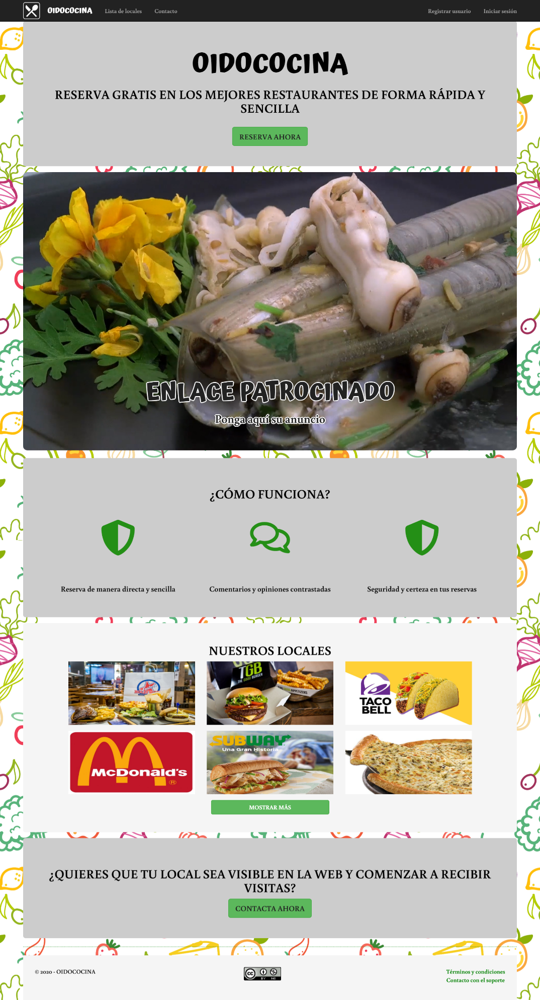 OIDOCOCINA
Lista de locales
Contacto
Registrar usuario
Iniciar sesión
OIDOCOCINA
RESERVA GRATIS EN LOS MEJORES RESTAURANTES DE FORMA RÁPIDA Y
SENCILLA
RESERVA AHORA
ENLACE PATROCINADO
Ponga aquí su anuncio
¿CÓMO FUNCIONA?
Reserva de manera directa y sencilla
Comentarios y opiniones contrastadas
Seguridad y certeza en tus reservas
NUESTROS LOCALES
TGB
THE GOOD BURGER
APPETIZERS
TACO
BELL
McDonald's
®
SUBWAY
Una Gran Historia
MOSTRAR MÁS
¿QUIERES QUE TU LOCAL SEA VISIBLE EN LA WEB Y COMENZAR A RECIBIR
VISITAS?
CONTACTA AHORA
© 2020 - OIDOCOCINA
cc
BY NC
Términos y condiciones
Contacto con el soporte